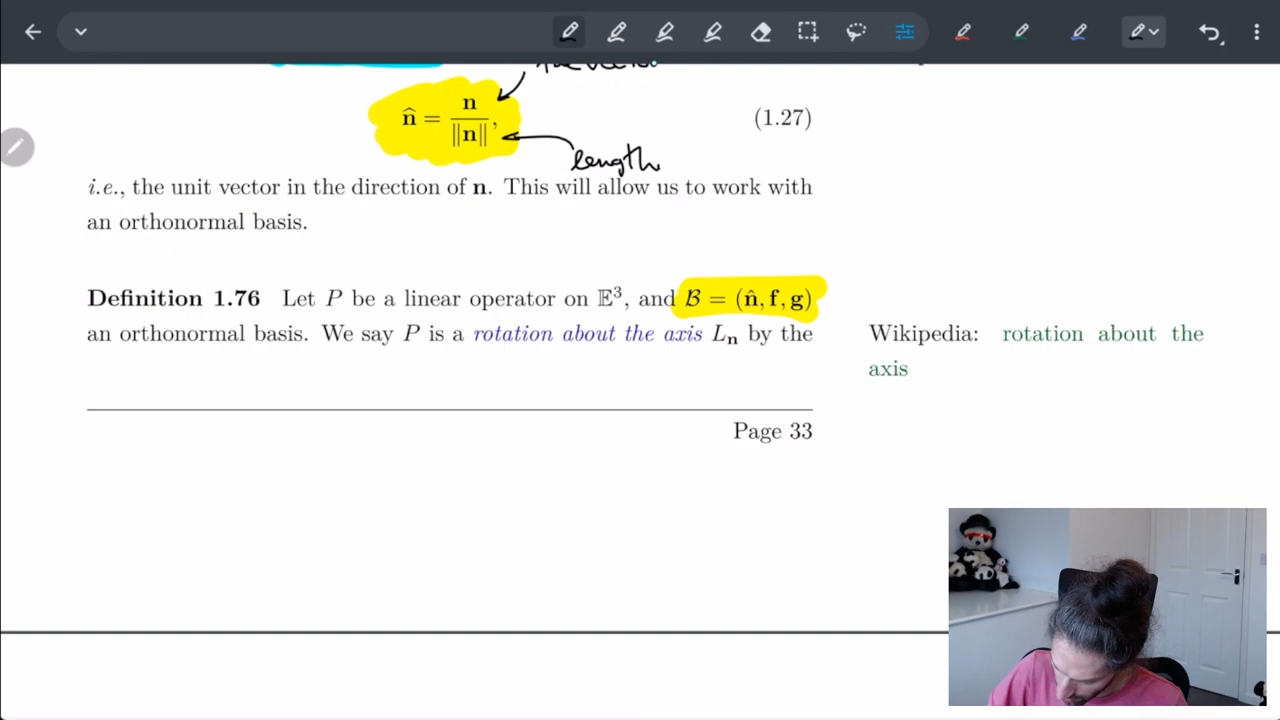 n̂ = n / ‖n‖, (1.27)
length
i.e., the unit vector in the direction of n. This will allow us to work with
an orthonormal basis.
Definition 1.76 Let P be a linear operator on 𝔼³, and ℬ = (n̂, f, g)
an orthonormal basis. We say P is a rotation about the axis Lₙ by the
Wikipedia: rotation about the
axis
Page 33